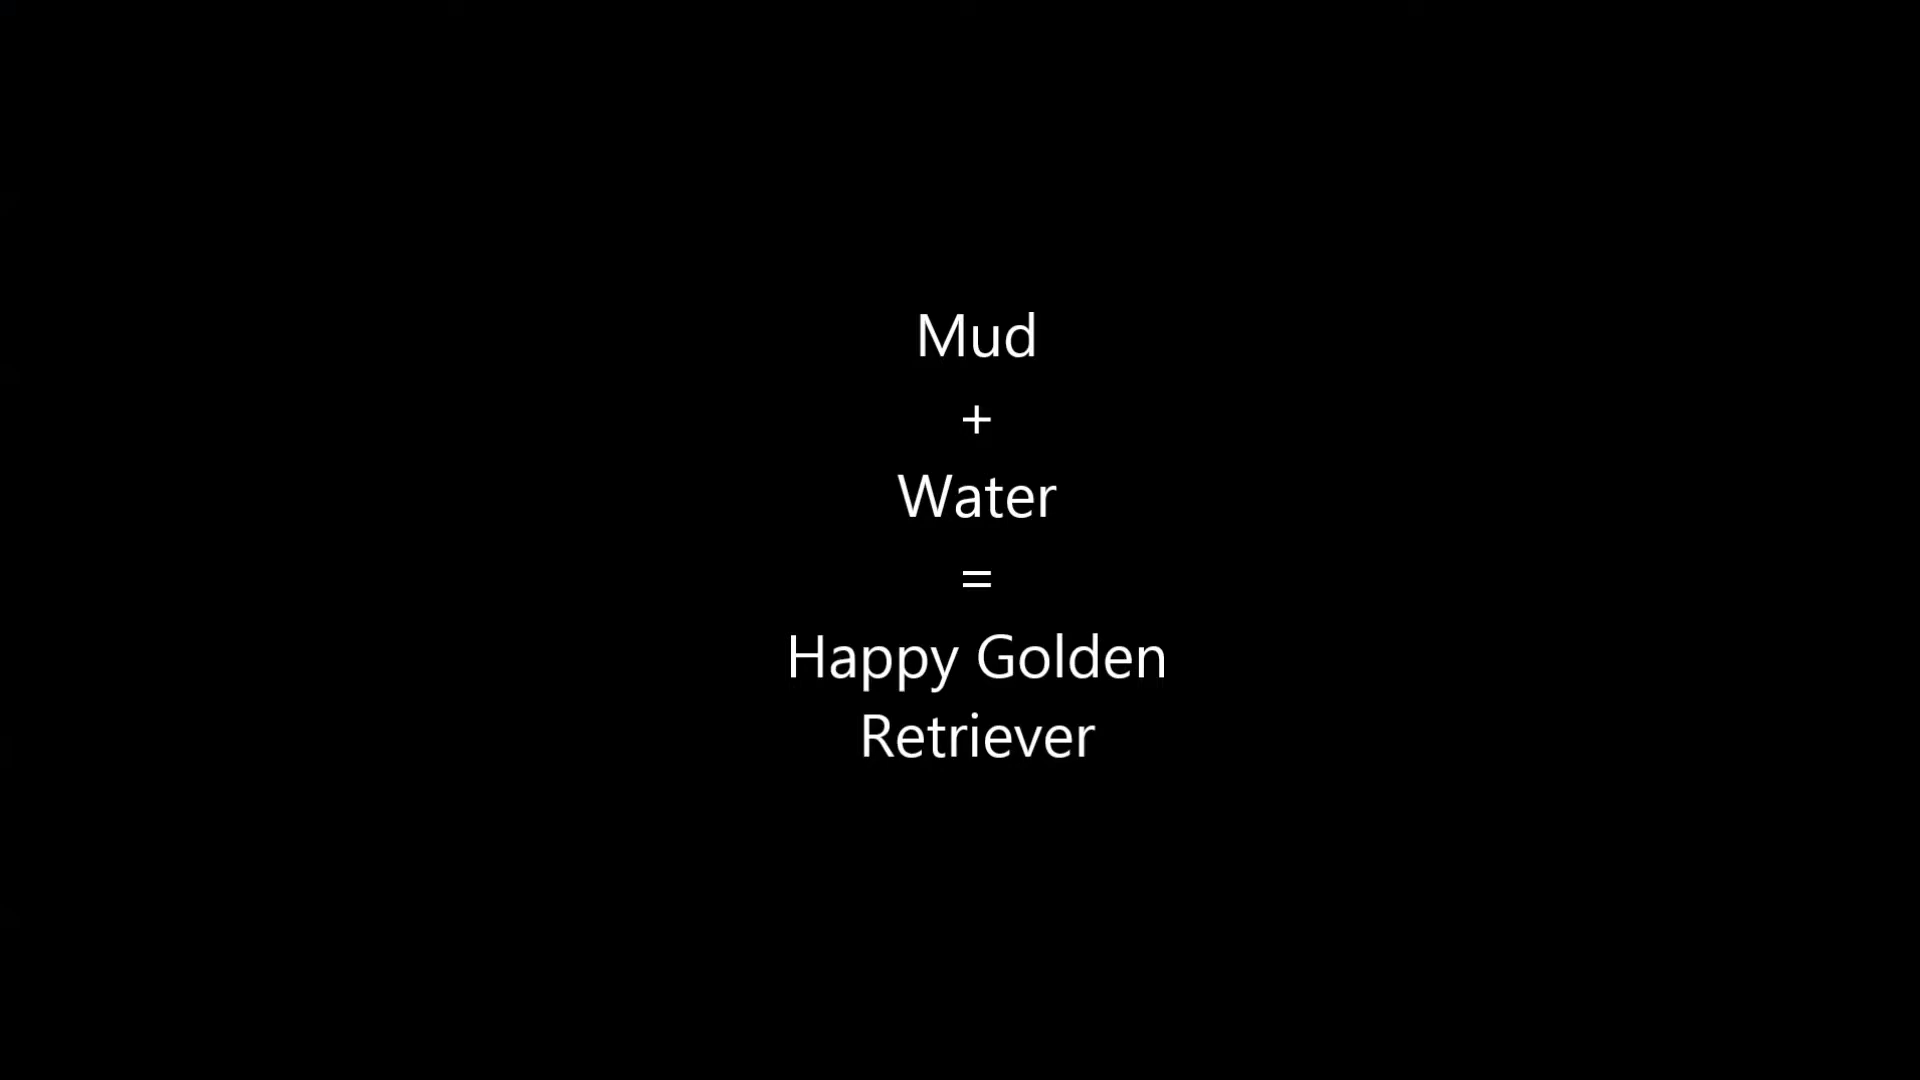 Mud
+
Water
=
Happy Golden
Retriever